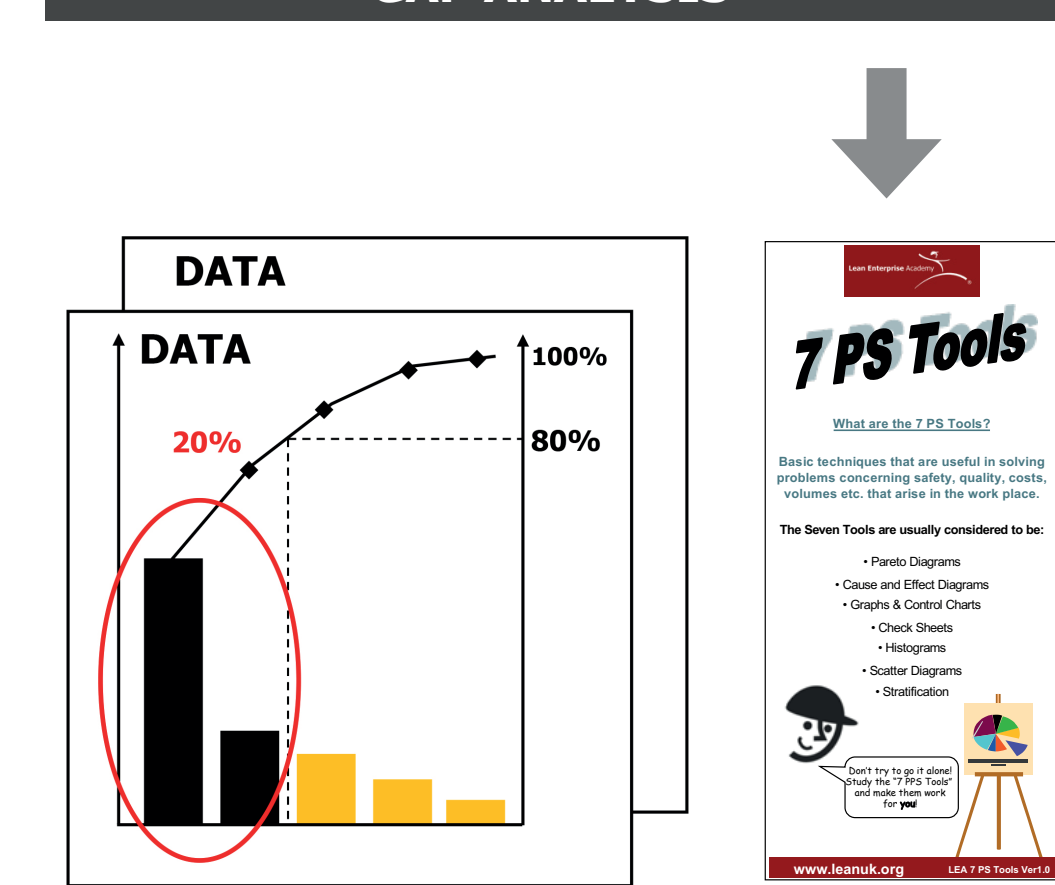 DATA
DATA
100%
20%
80%
Lean Enterprise Academy
7 PS Tools
What are the 7 PS Tools?
Basic techniques that are useful in solving
problems concerning safety, quality, costs,
volumes etc. that arise in the work place.
The Seven Tools are usually considered to be:
• Pareto Diagrams
• Cause and Effect Diagrams
• Graphs & Control Charts
• Check Sheets
• Histograms
• Scatter Diagrams
• Stratification
Don't try to go it alone!
Study the "7 PPS Tools"
and make them work
for you!
www.leanuk.org LEA 7 PS Tools Ver1.0